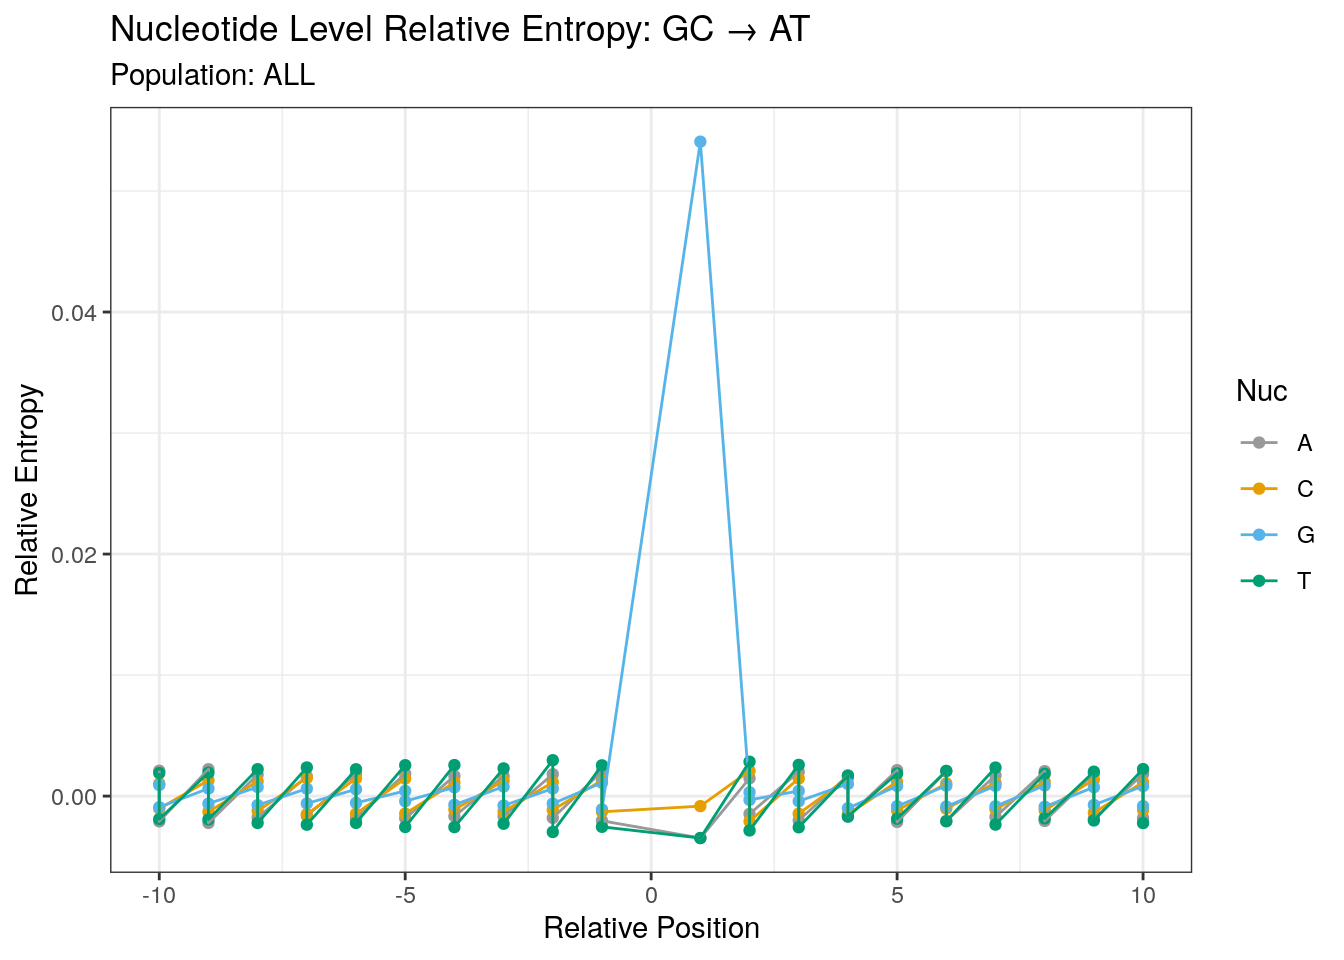 Nucleotide Level Relative Entropy: GC → AT
Population: ALL
Relative Entropy
0.04
0.02
0.00
-10
-5
0
5
10
Relative Position
Nuc
A
C
G
T